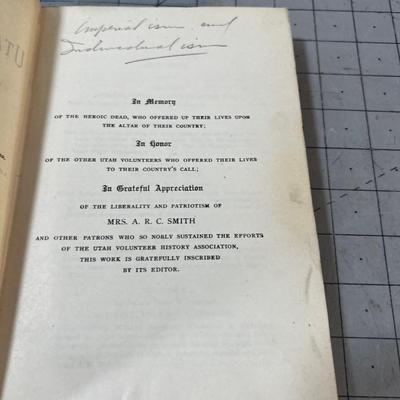 Imperialism and
Individualism
In Memory
OF THE HEROIC DEAD, WHO OFFERED UP THEIR LIVES UPON
THE ALTAR OF THEIR COUNTRY;
In Honor
OF THE OTHER UTAH VOLUNTEERS WHO OFFERED THEIR LIVES
TO THEIR COUNTRY'S CALL;
In Grateful Appreciation
OF THE LIBERALITY AND PATRIOTISM OF
MRS. A. R. C. SMITH
AND OTHER PATRONS WHO SO NOBLY SUSTAINED THE EFFORTS
OF THE UTAH VOLUNTEER HISTORY ASSOCIATION,
THIS WORK IS GRATEFULLY INSCRIBED
BY ITS EDITOR.